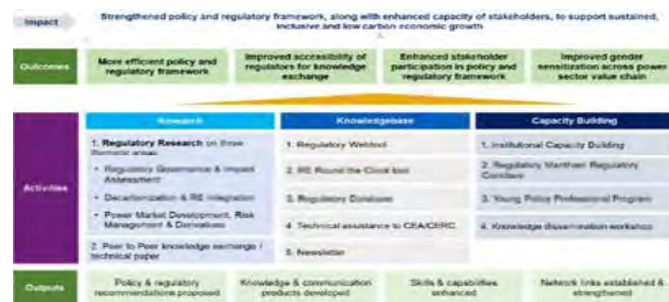 Impact
Strengthened policy and regulatory framework, along with enhanced capacity of stakeholders, to support sustained,
inclusive and low carbon economic growth
Outcomes
More efficient policy and
regulatory framework
Improved accessibility of
regulators for knowledge
exchange
Enhanced stakeholder
participation in policy and
regulatory framework
Improved gender
sensitization across power
sector value chain
Activities
Research
1. Regulatory Research on three
thematic areas:
• Regulatory Governance & Impact
Assessment
• Decarbonization & RE Integration
• Power Market Development, Risk
Management & Derivatives
2. Peer to Peer knowledge exchange /
technical paper
Knowledgebase
1. Regulatory Webtool
2. RE Round the Clock tool
3. Regulatory Database
4. Technical assistance to CEA/CERC
5. Newsletter
Capacity Building
1. Institutional Capacity Building
2. Regulatory Manthan Regulatory
Conclave
3. Young Policy Professional Program
4. Knowledge dissemination workshop
Outputs
Policy & regulatory
recommendations proposed
Knowledge & communication
products developed
Skills & capabilities
enhanced
Network links established &
strengthened